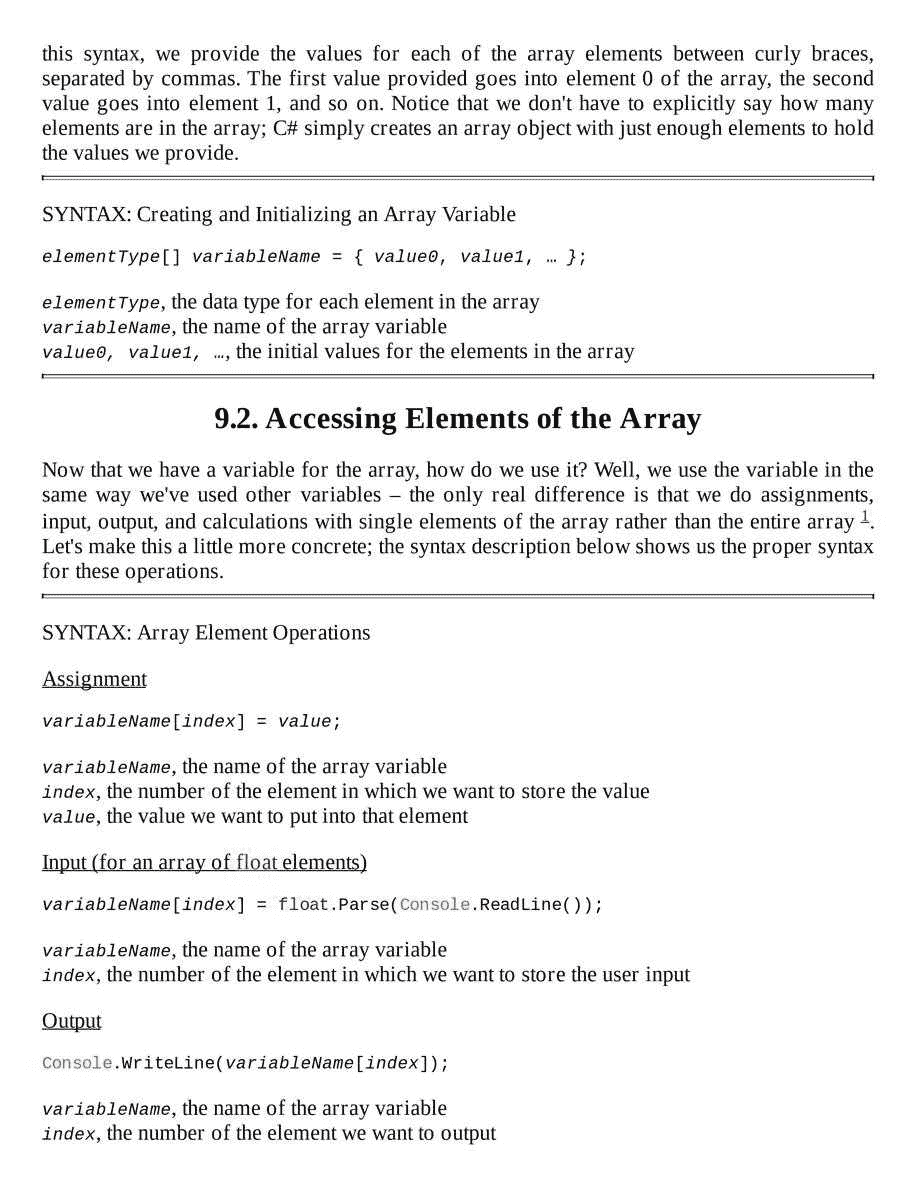 this syntax, we provide the values for each of the array elements between curly braces,
separated by commas. The first value provided goes into element 0 of the array, the second
value goes into element 1, and so on. Notice that we don't have to explicitly say how many
elements are in the array; C# simply creates an array object with just enough elements to hold
the values we provide.
SYNTAX: Creating and Initializing an Array Variable
elementType[] variableName = { value0, value1, … };
elementType, the data type for each element in the array
variableName, the name of the array variable
value0, value1, …, the initial values for the elements in the array
9.2. Accessing Elements of the Array
Now that we have a variable for the array, how do we use it? Well, we use the variable in the
same way we've used other variables – the only real difference is that we do assignments,
input, output, and calculations with single elements of the array rather than the entire array 1.
Let's make this a little more concrete; the syntax description below shows us the proper syntax
for these operations.
SYNTAX: Array Element Operations
Assignment
variableName[index] = value;
variableName, the name of the array variable
index, the number of the element in which we want to store the value
value, the value we want to put into that element
Input (for an array of float elements)
variableName[index] = float.Parse(Console.ReadLine());
variableName, the name of the array variable
index, the number of the element in which we want to store the user input
Output
Console.WriteLine(variableName[index]);
variableName, the name of the array variable
index, the number of the element we want to output